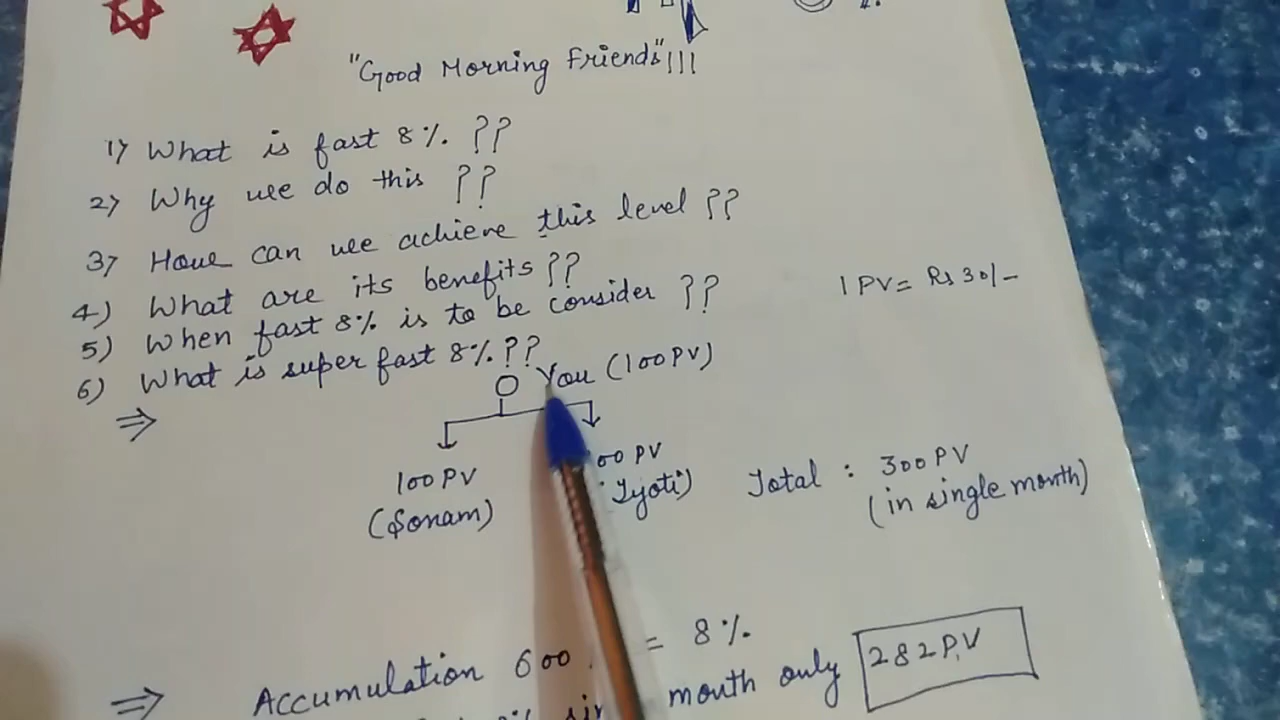 "Good Morning Friends"!!!
1) What is fast 8% ??
2) Why we do this ??
3) How can we achieve this level ??
4) What are its benefits ??
5) When fast 8% is to be consider ??
1 PV = Rs 30/-
6) What is super fast 8% ??
⇒ You (100 PV)
100 PV 00 PV
(Sonam) Jyoti)
Total : 300 PV
(in single month)
⇒ Accumulation 600 = 8%
month only 282 PV